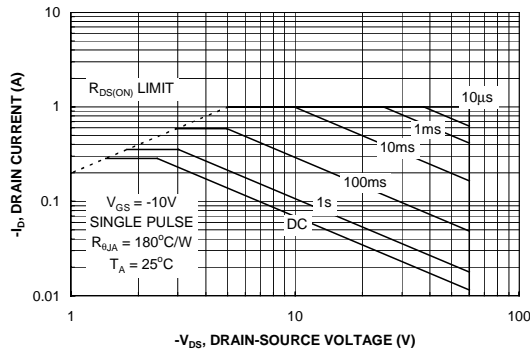 10
1
0.1
0.01
-I_D, DRAIN CURRENT (A)
R_DS(ON) LIMIT
10μs
1ms
10ms
100ms
1s
DC
V_GS = -10V
SINGLE PULSE
R_θJA = 180°C/W
T_A = 25°C
1 10 100
-V_DS, DRAIN-SOURCE VOLTAGE (V)